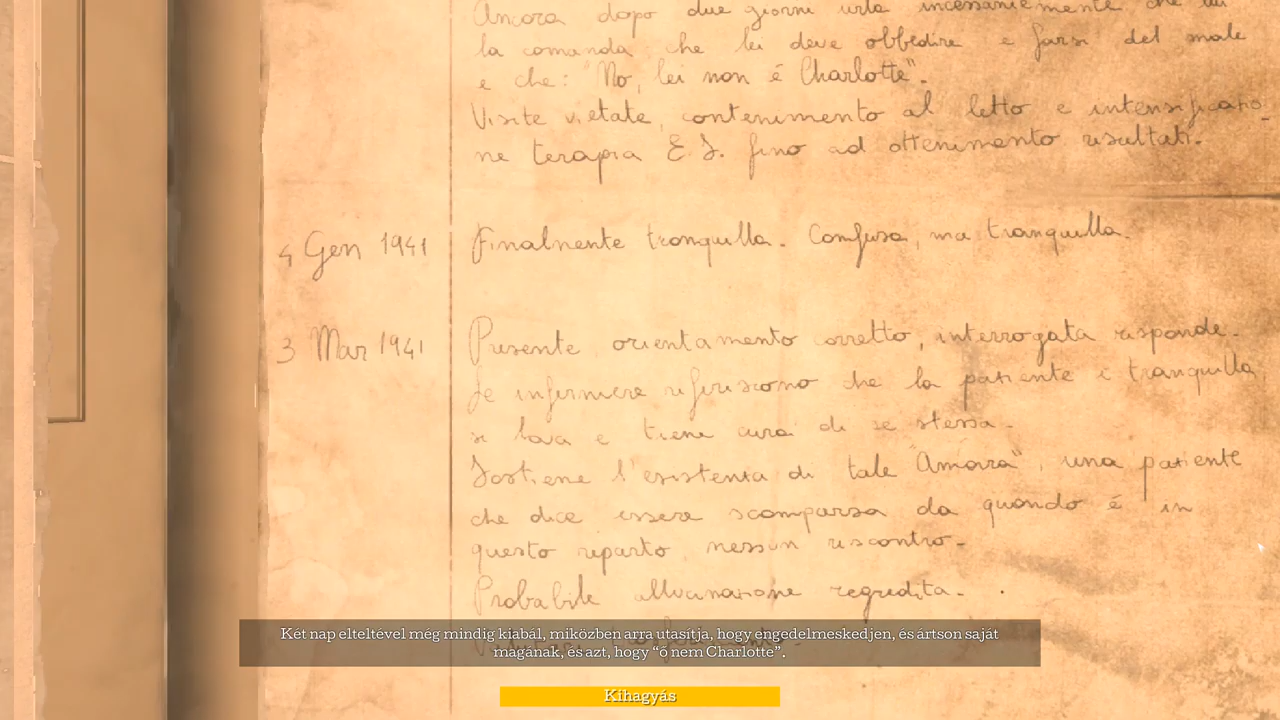 Ancora dopo due giorni urla incessantemente che lui
la comanda che lei deve obbedire e farsi del male
e che: "No, lei non é Charlotte".
Visite vietate, contenimento al letto e intensificazio-
ne terapia E.S. fino ad ottenimento risultati.
4 Gen 1941 Finalmente tranquilla. Confusa, ma tranquilla.
3 Mar 1941 Presente orientamento corretto, interrogata risponde.
Le infermiere riferiscono che la paziente è tranquilla,
si lava e tiene cura di se stessa.
Sostiene l'esistenza di tale "Amara", una paziente
che dice essere scomparsa da quando é in
questo reparto, nessun riscontro.
Probabile allucinazione regredita.
Két nap elteltével még mindig kiabál, miközben arra utasítja, hogy engedelmeskedjen, és ártson saját
magának, és azt, hogy “ő nem Charlotte”.
Kihagyás